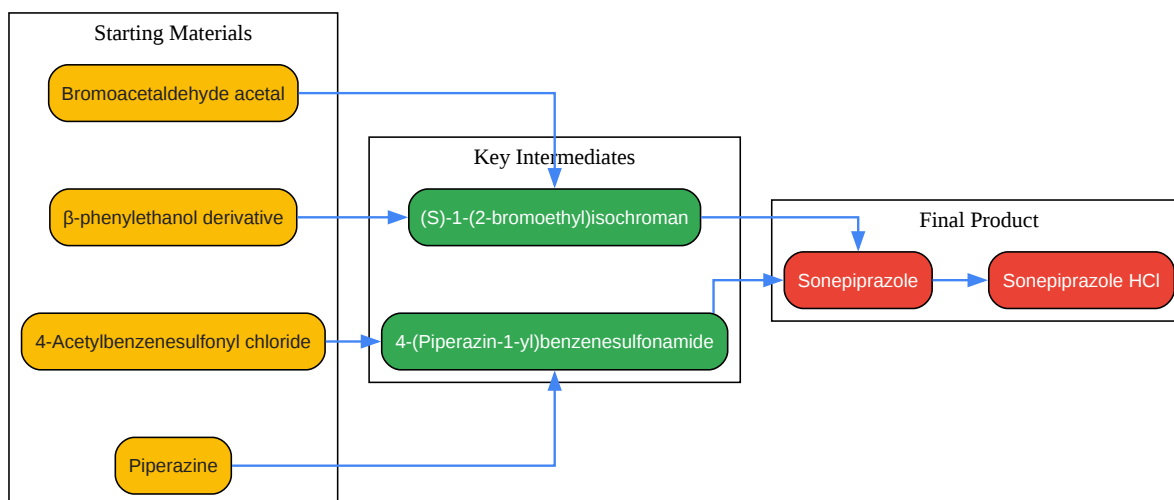 Starting Materials
Bromoacetaldehyde acetal
β-phenylethanol derivative
4-Acetylbenzenesulfonyl chloride
Piperazine
Key Intermediates
(S)-1-(2-bromoethyl)isochroman
4-(Piperazin-1-yl)benzenesulfonamide
Final Product
Sonepiprazole
Sonepiprazole HCl